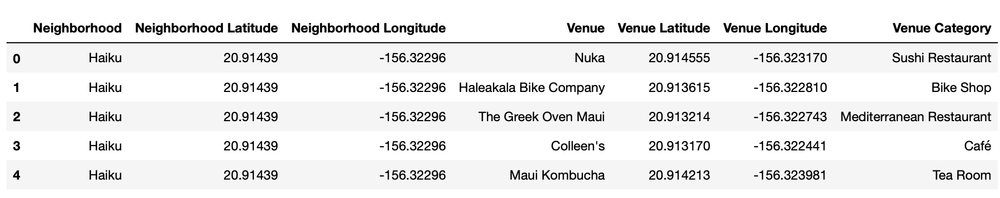 Neighborhood Neighborhood Latitude Neighborhood Longitude Venue Venue Latitude Venue Longitude Venue Category
0 Haiku 20.91439 -156.32296 Nuka 20.914555 -156.323170 Sushi Restaurant
1 Haiku 20.91439 -156.32296 Haleakala Bike Company 20.913615 -156.322810 Bike Shop
2 Haiku 20.91439 -156.32296 The Greek Oven Maui 20.913214 -156.322743 Mediterranean Restaurant
3 Haiku 20.91439 -156.32296 Colleen's 20.913170 -156.322441 Café
4 Haiku 20.91439 -156.32296 Maui Kombucha 20.914213 -156.323981 Tea Room